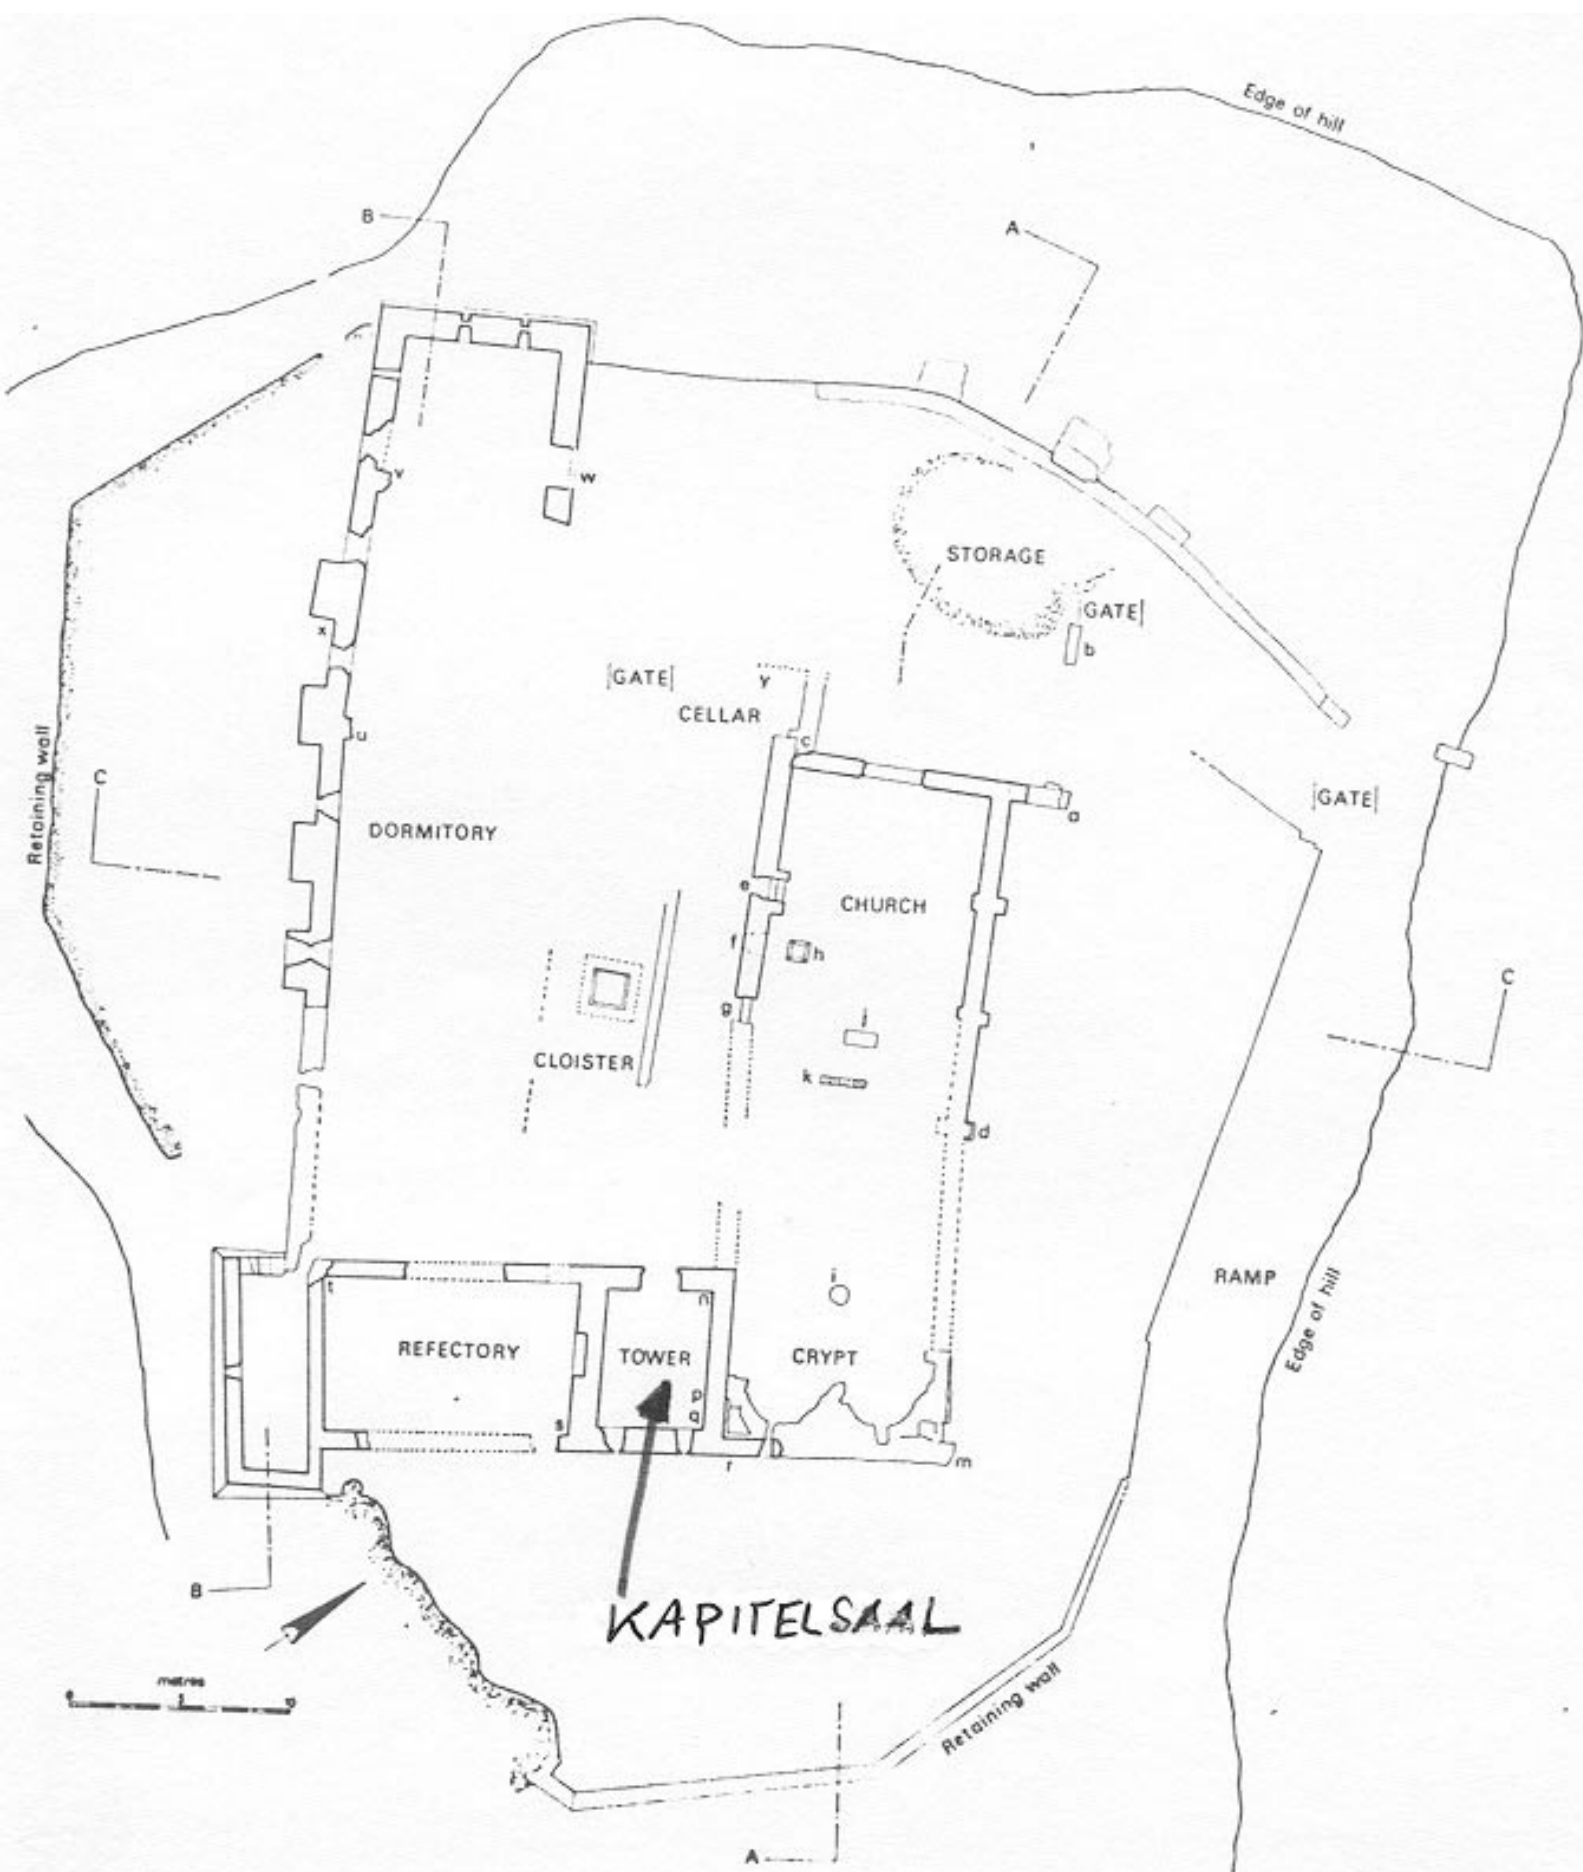 Edge of hill
B
A
v
w
STORAGE
GATE
b
x
GATE
Y
CELLAR
c
u
Retaining wall
C
GATE
a
DORMITORY
e
CHURCH
f
h
C
g
j
CLOISTER
k
d
i
RAMP
t
n
REFECTORY
TOWER
CRYPT
Edge of hill
p
s
q
r
m
B
KAPITELSAAL
metres
Retaining wall
A